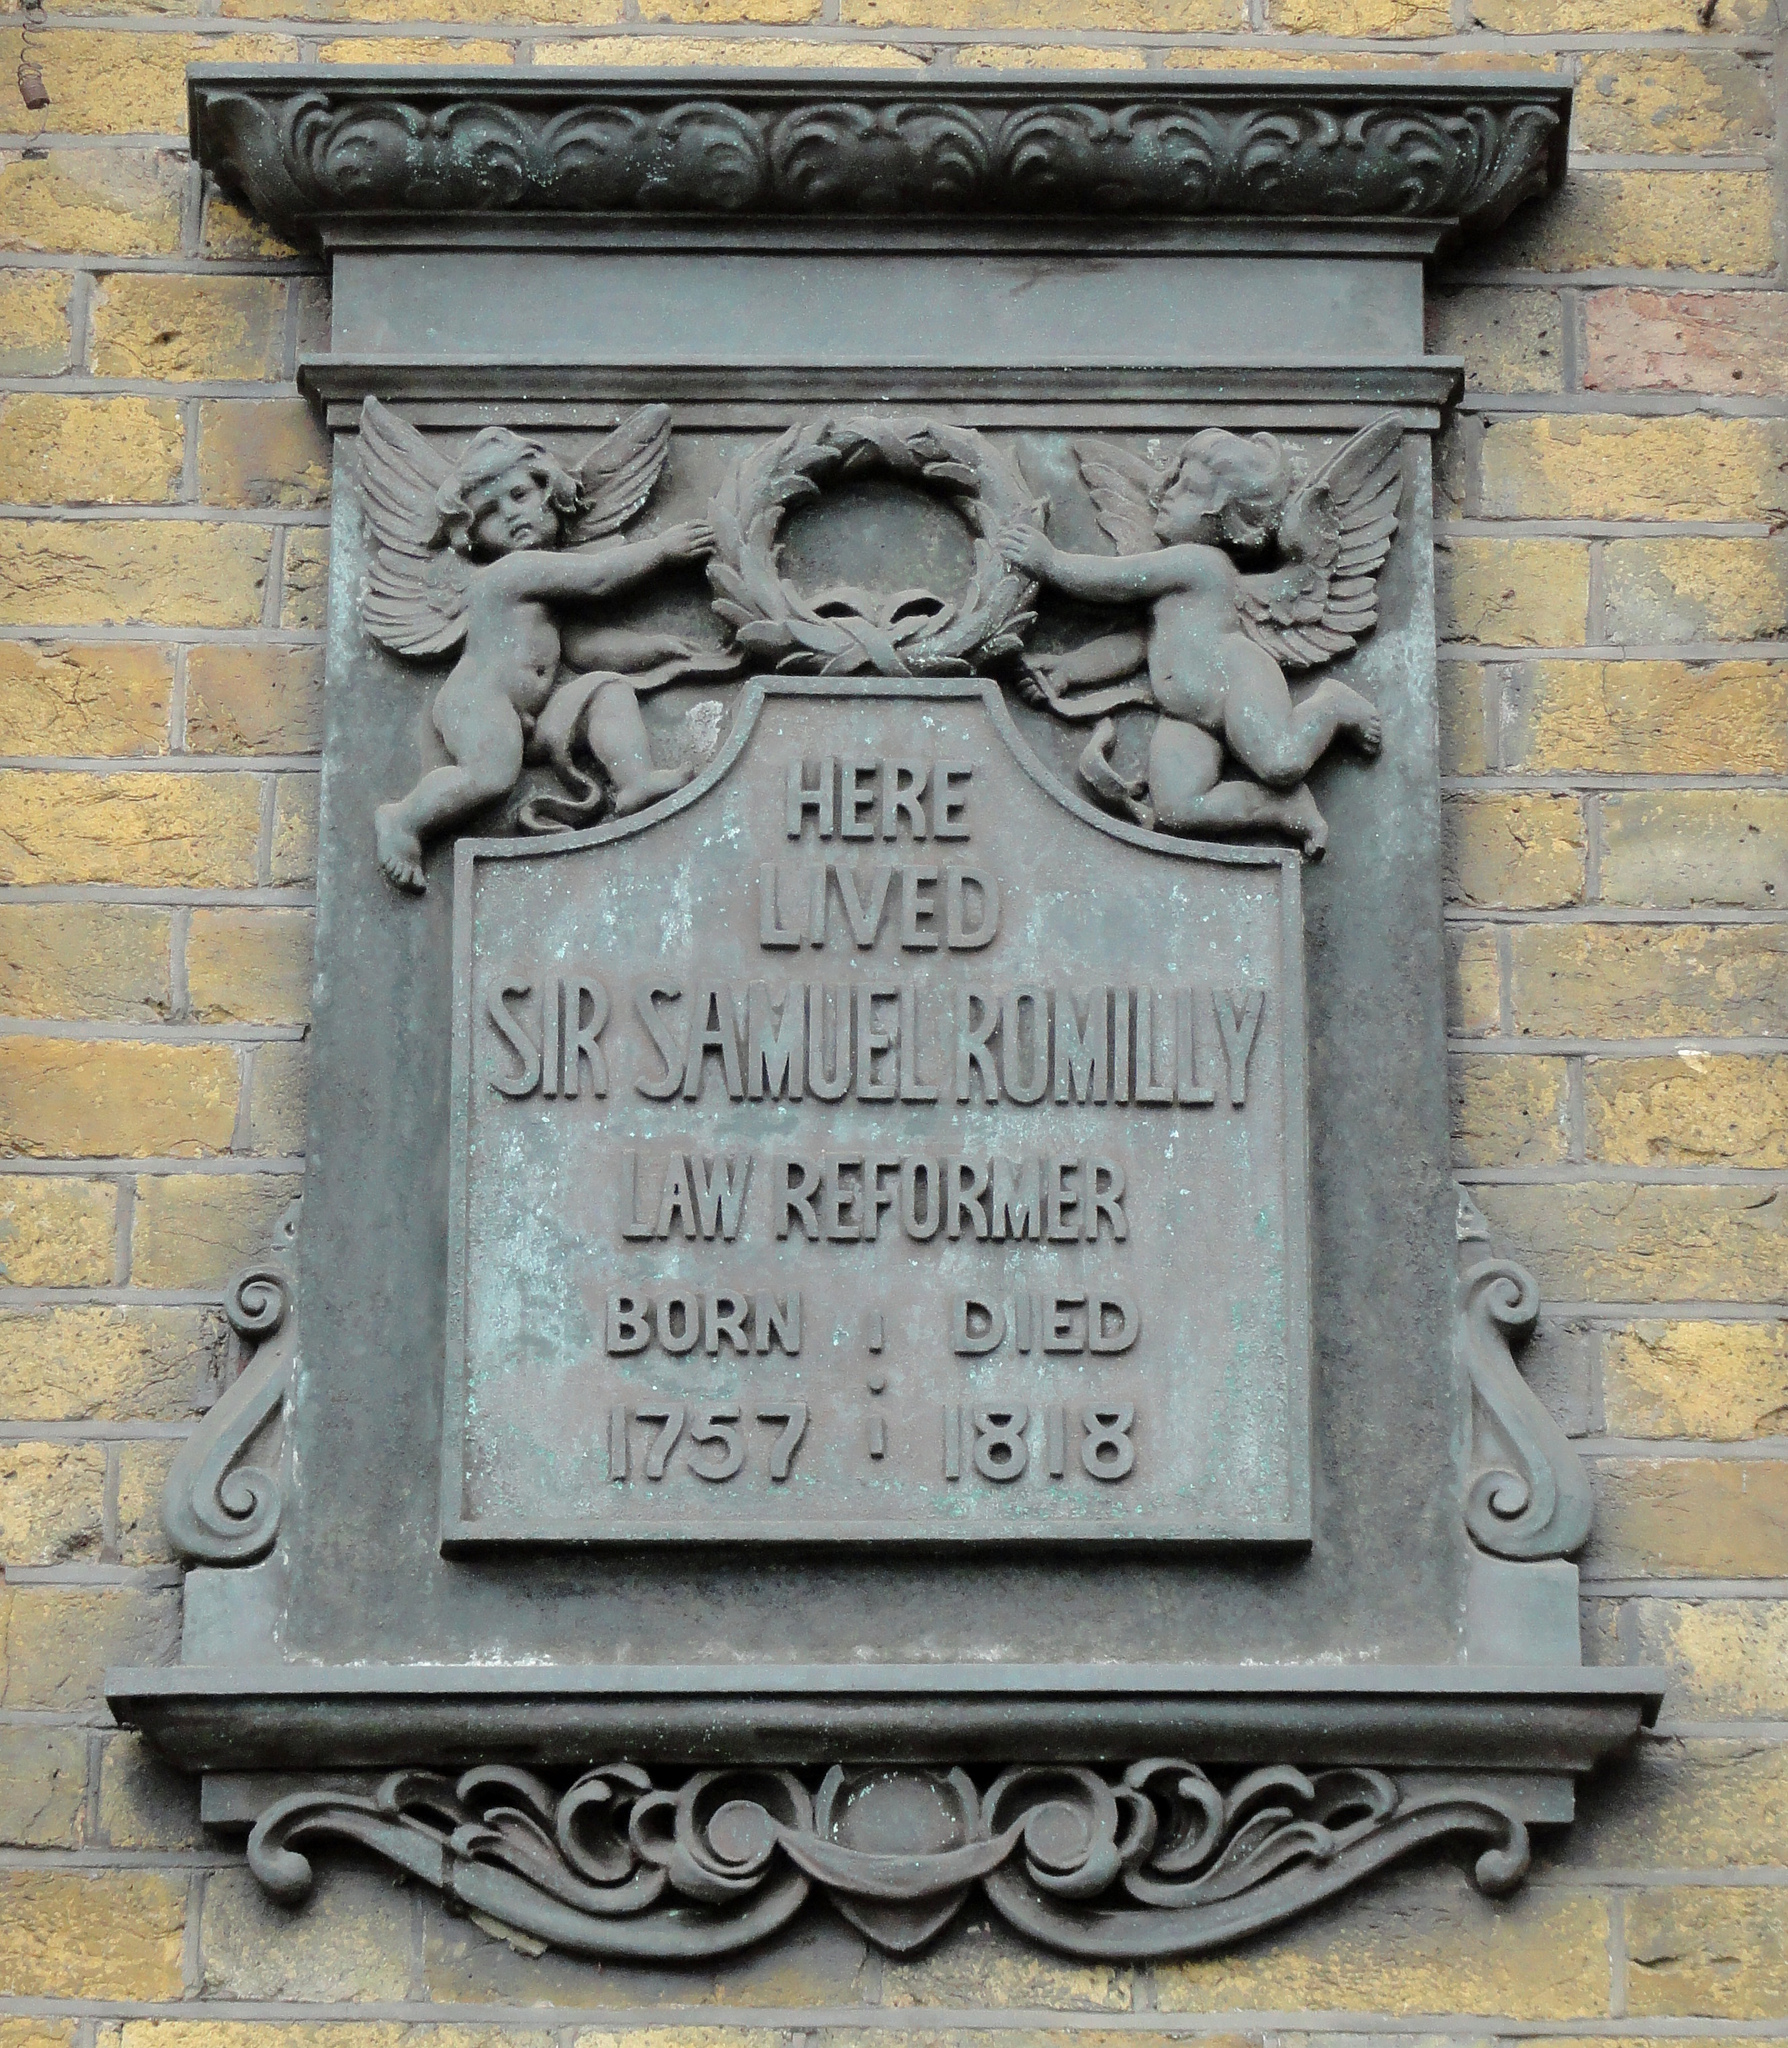 HERE
LIVED
SIR SAMUEL ROMILLY
LAW REFORMER
BORN DIED
1757 1818